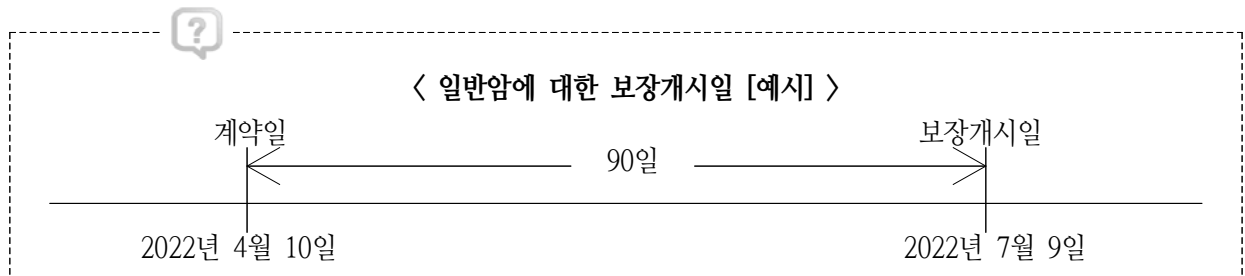 ?
〈 일반암에 대한 보장개시일 [예시] 〉
계약일 보장개시일
90일
2022년 4월 10일 2022년 7월 9일